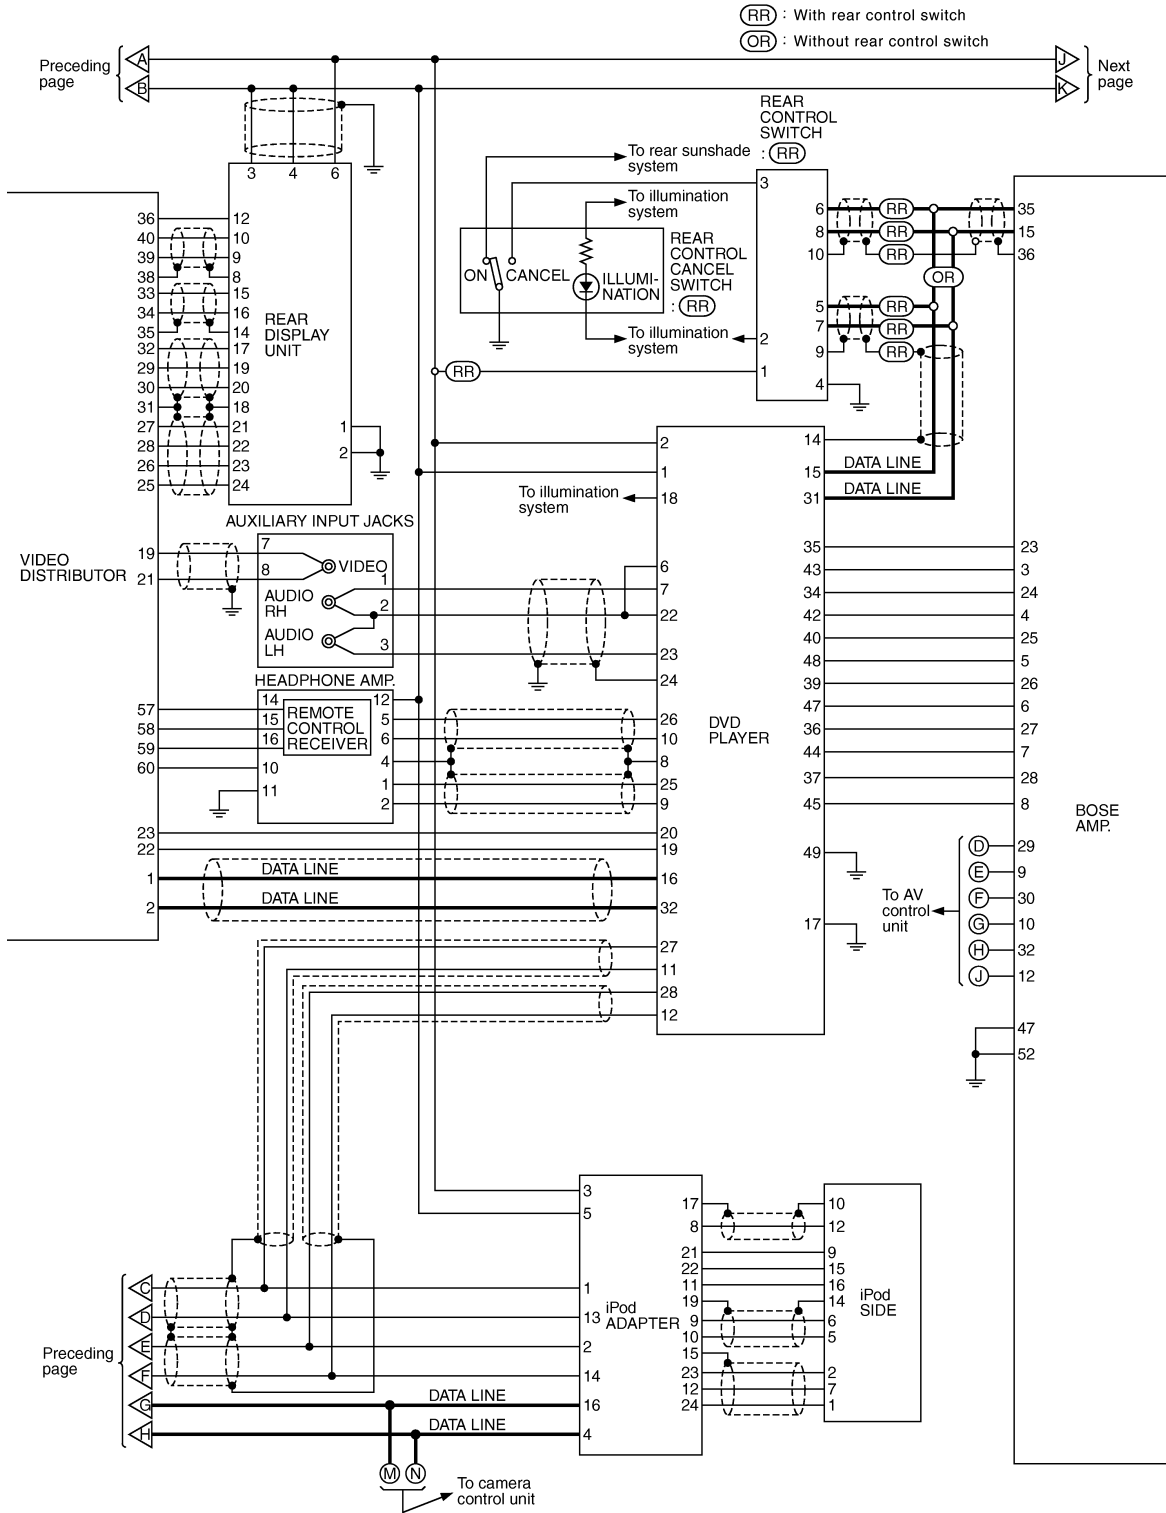 RR : With rear control switch
OR : Without rear control switch
Preceding
page
A
B
J
K
Next
page
REAR
CONTROL
SWITCH
: RR
To rear sunshade
system
To illumination
system
ON
CANCEL
ILLUMI-
NATION
REAR
CONTROL
CANCEL
SWITCH
: RR
To illumination
system
RR
3
2
1
6
8
10
5
7
9
4
RR
RR
RR
OR
RR
RR
RR
35
15
36
3 4 6
36
40
39
38
33
34
35
32
29
30
31
27
28
26
25
12
10
9
8
15
16
14
17
19
20
18
21
22
23
24
REAR
DISPLAY
UNIT
1
2
VIDEO
DISTRIBUTOR
19
21
AUXILIARY INPUT JACKS
7
8
VIDEO
AUDIO
RH
AUDIO
LH
1
2
3
HEADPHONE AMP.
57
58
59
60
14
15
16
10
11
REMOTE
CONTROL
RECEIVER
12
5
6
4
1
2
23
22
1
2
DATA LINE
DATA LINE
To illumination
system
2
1
18
6
7
22
23
24
26
10
8
25
9
20
19
16
32
27
11
28
12
DVD
PLAYER
14
15
31
DATA LINE
DATA LINE
35
43
34
42
40
48
39
47
36
44
37
45
49
17
23
3
24
4
25
5
26
6
27
7
28
8
BOSE
AMP.
To AV
control
unit
D 29
E 9
F 30
G 10
H 32
J 12
47
52
Preceding
page
C
D
E
F
G
H
DATA LINE
DATA LINE
M N
To camera
control unit
3
5
1
13
2
14
16
4
iPod
ADAPTER
17
8
21
22
11
19
9
10
15
23
12
24
10
12
9
15
16
14
6
5
2
7
1
iPod
SIDE